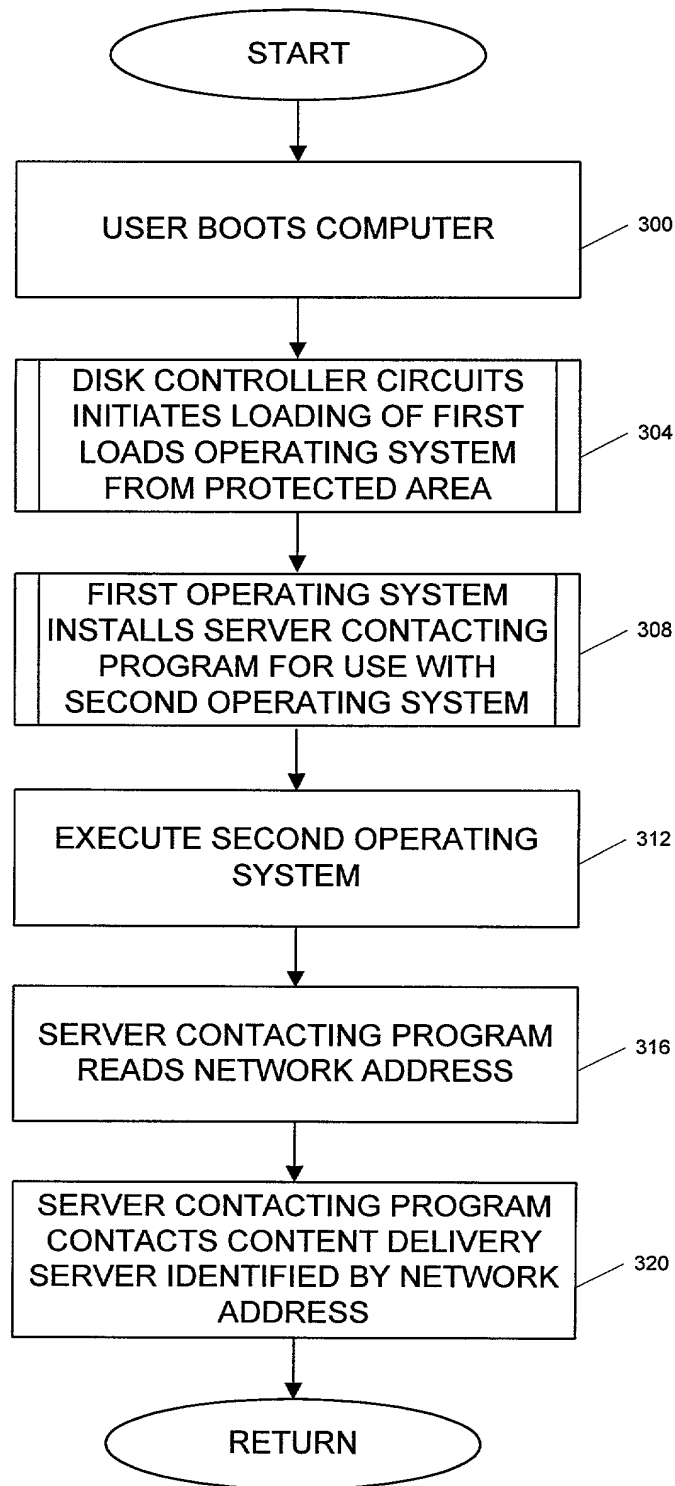 START
USER BOOTS COMPUTER
300
DISK CONTROLLER CIRCUITS
INITIATES LOADING OF FIRST
LOADS OPERATING SYSTEM
FROM PROTECTED AREA
304
FIRST OPERATING SYSTEM
INSTALLS SERVER CONTACTING
PROGRAM FOR USE WITH
SECOND OPERATING SYSTEM
308
EXECUTE SECOND OPERATING
SYSTEM
312
SERVER CONTACTING PROGRAM
READS NETWORK ADDRESS
316
SERVER CONTACTING PROGRAM
CONTACTS CONTENT DELIVERY
SERVER IDENTIFIED BY NETWORK
ADDRESS
320
RETURN